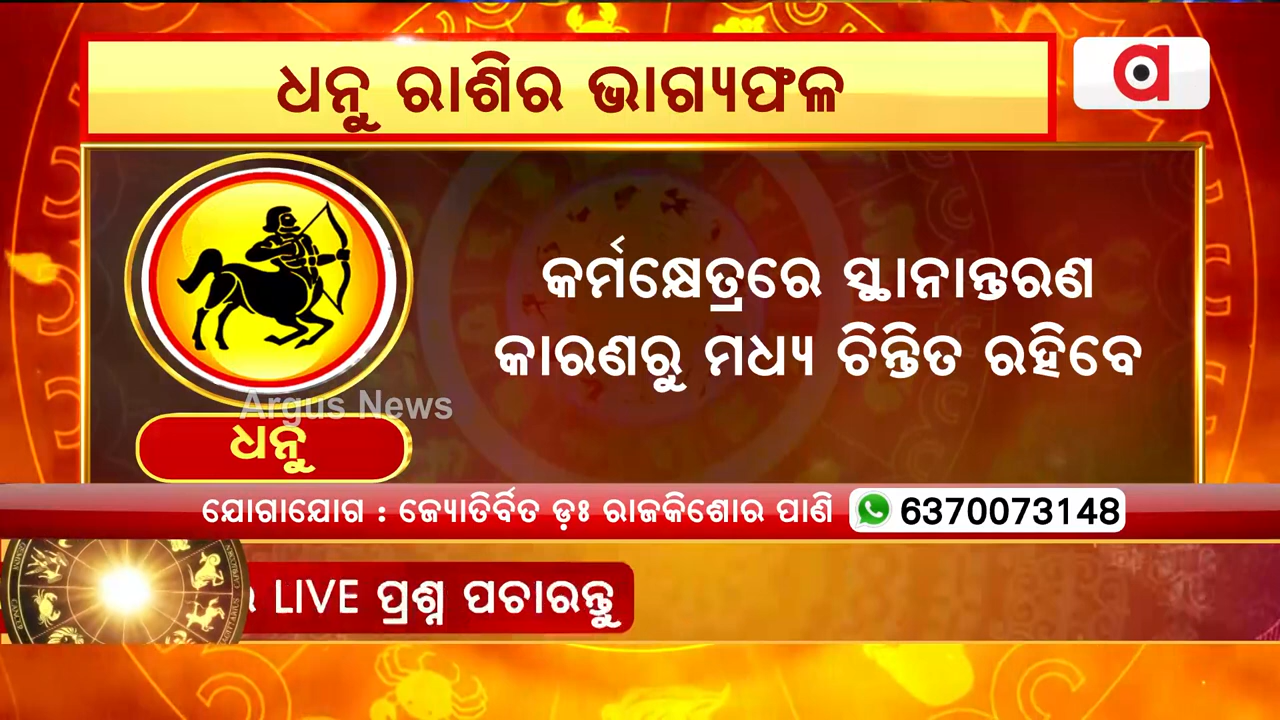 ଧନୁ ରାଶିର ଭାଗ୍ୟଫଳ
a
କର୍ମକ୍ଷେତ୍ରରେ ସ୍ଥାନାନ୍ତରଣ
କାରଣରୁ ମଧ୍ୟ ଚିନ୍ତିତ ରହିବେ
Argus News
ଧନୁ
ଯୋଗାଯୋଗ : ଜ୍ୟୋତିର୍ବିତ ଡ଼ଃ ରାଜକିଶୋର ପାଣି 6370073148
LIVE ପ୍ରଶ୍ନ ପଚାରନ୍ତୁ